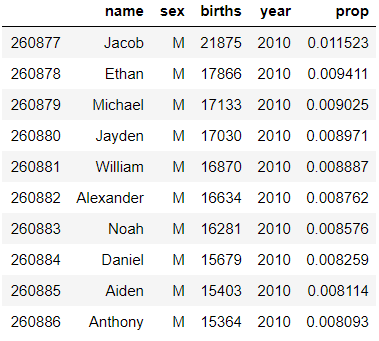 name sex births year prop
260877 Jacob M 21875 2010 0.011523
260878 Ethan M 17866 2010 0.009411
260879 Michael M 17133 2010 0.009025
260880 Jayden M 17030 2010 0.008971
260881 William M 16870 2010 0.008887
260882 Alexander M 16634 2010 0.008762
260883 Noah M 16281 2010 0.008576
260884 Daniel M 15679 2010 0.008259
260885 Aiden M 15403 2010 0.008114
260886 Anthony M 15364 2010 0.008093